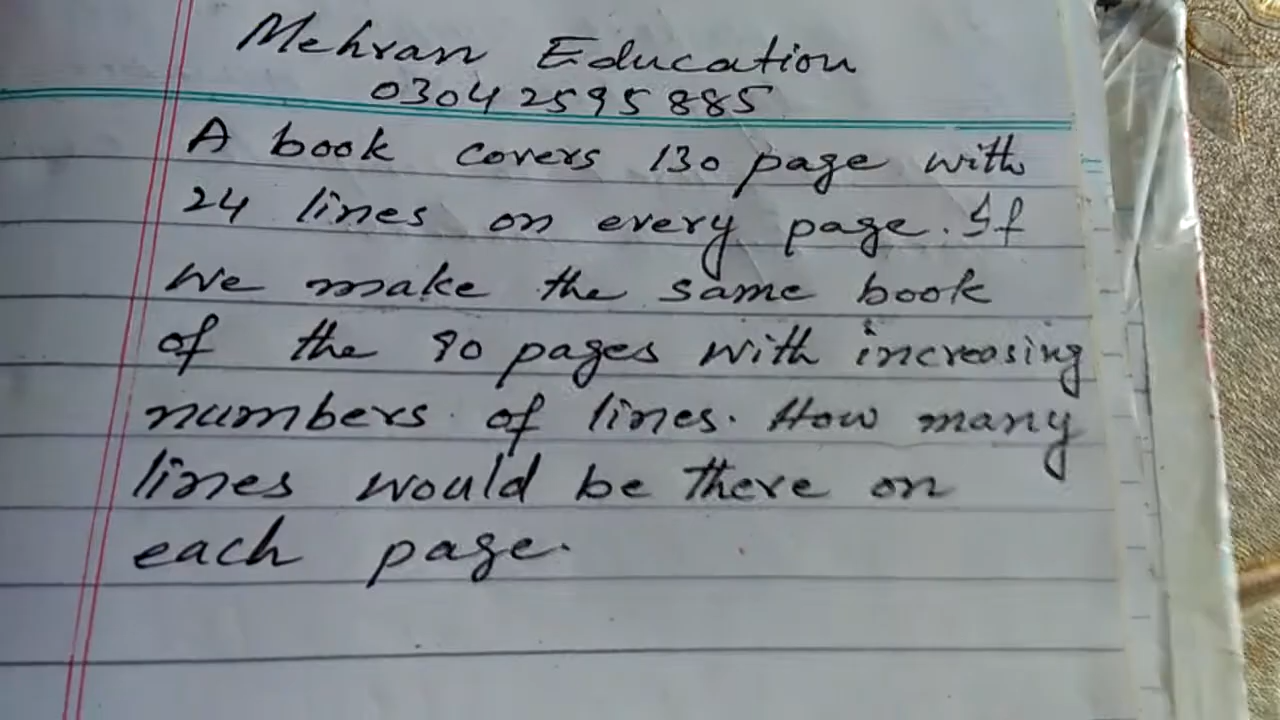 Mehran Education
03042595885
A book covers 130 page with
24 lines on every page. If
we make the same book
of the 90 pages with increasing
numbers of lines. How many
lines would be there on
each page.